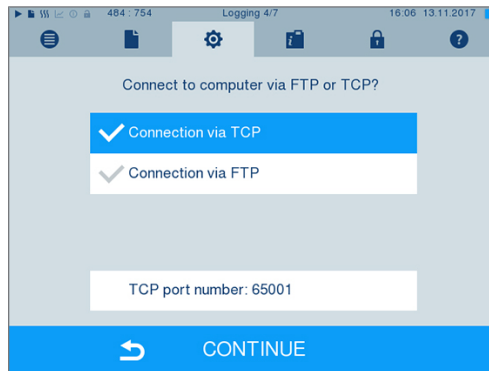 484 : 754 Logging 4/7 16:06 13.11.2017
Connect to computer via FTP or TCP?
Connection via TCP
Connection via FTP
TCP port number: 65001
CONTINUE